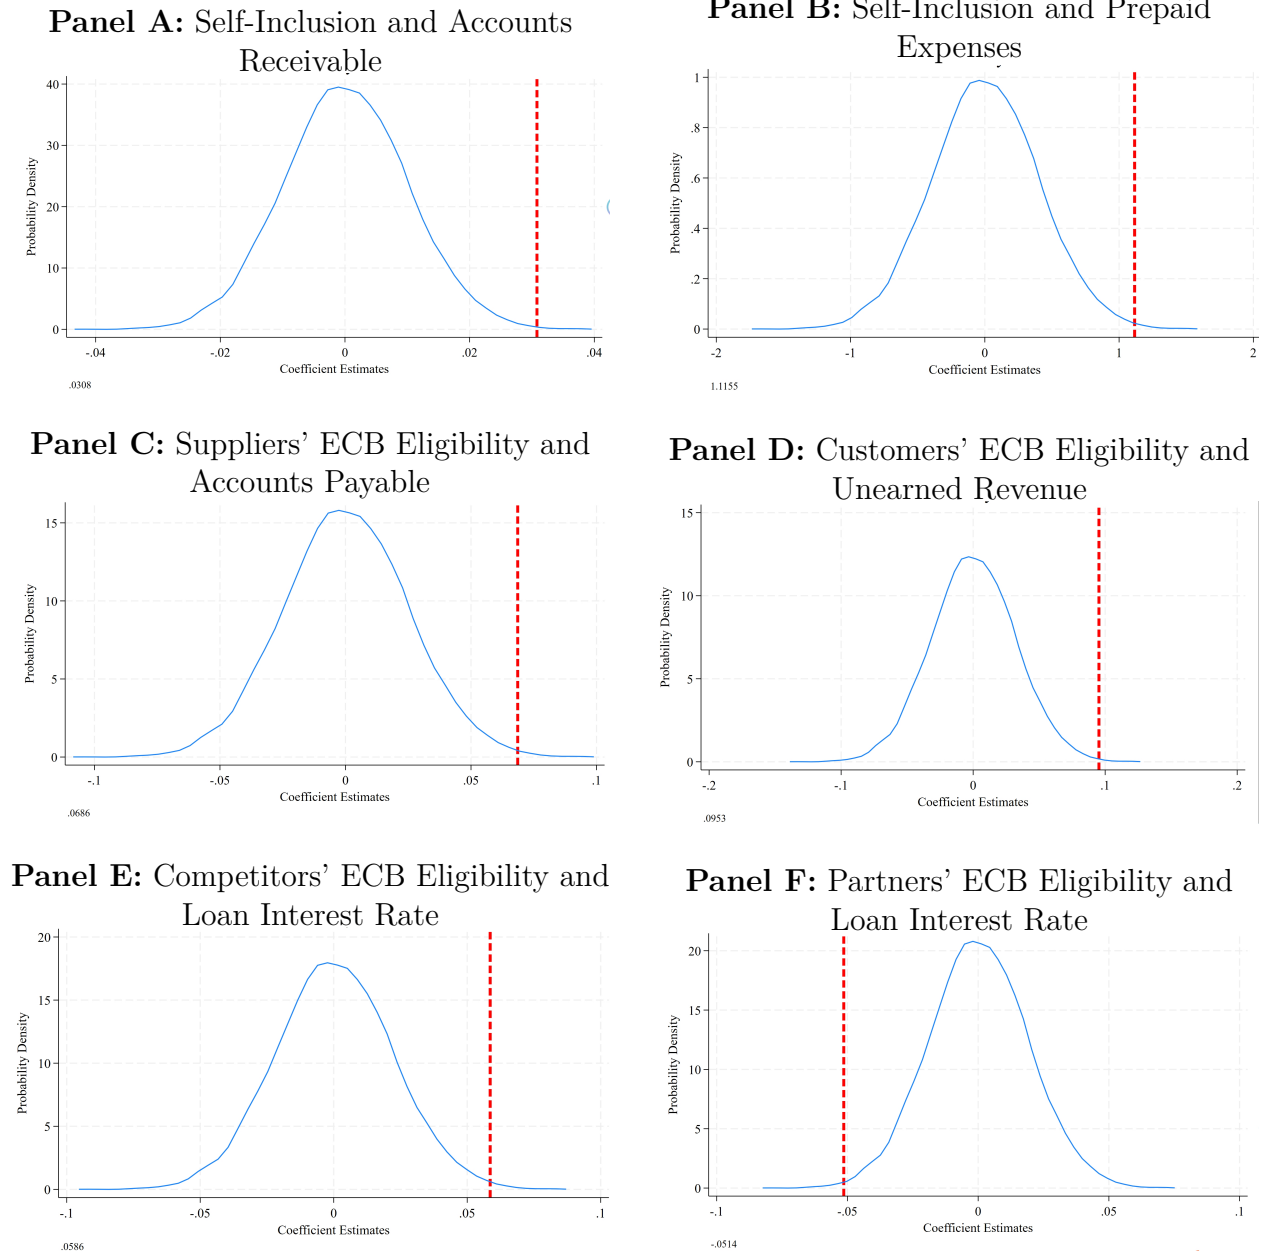 Panel A: Self-Inclusion and Accounts
Receivable
40
30
20
10
0
Probability Density
-.04 -.02 0 .02 .04
Coefficient Estimates
.0308
Panel B: Self-Inclusion and Prepaid
Expenses
1
.8
.6
.4
.2
0
Probability Density
-2 -1 0 1 2
Coefficient Estimates
1.1155
Panel C: Suppliers' ECB Eligibility and
Accounts Payable
15
10
5
0
Probability Density
-.1 -.05 0 .05 .1
Coefficient Estimates
.0686
Panel D: Customers' ECB Eligibility and
Unearned Revenue
15
10
5
0
Probability Density
-.2 -.1 0 .1 .2
Coefficient Estimates
.0953
Panel E: Competitors' ECB Eligibility and
Loan Interest Rate
20
15
10
5
0
Probability Density
-.1 -.05 0 .05 .1
Coefficient Estimates
.0586
Panel F: Partners' ECB Eligibility and
Loan Interest Rate
20
15
10
5
0
Probability Density
-.1 -.05 0 .05 .1
Coefficient Estimates
-.0514